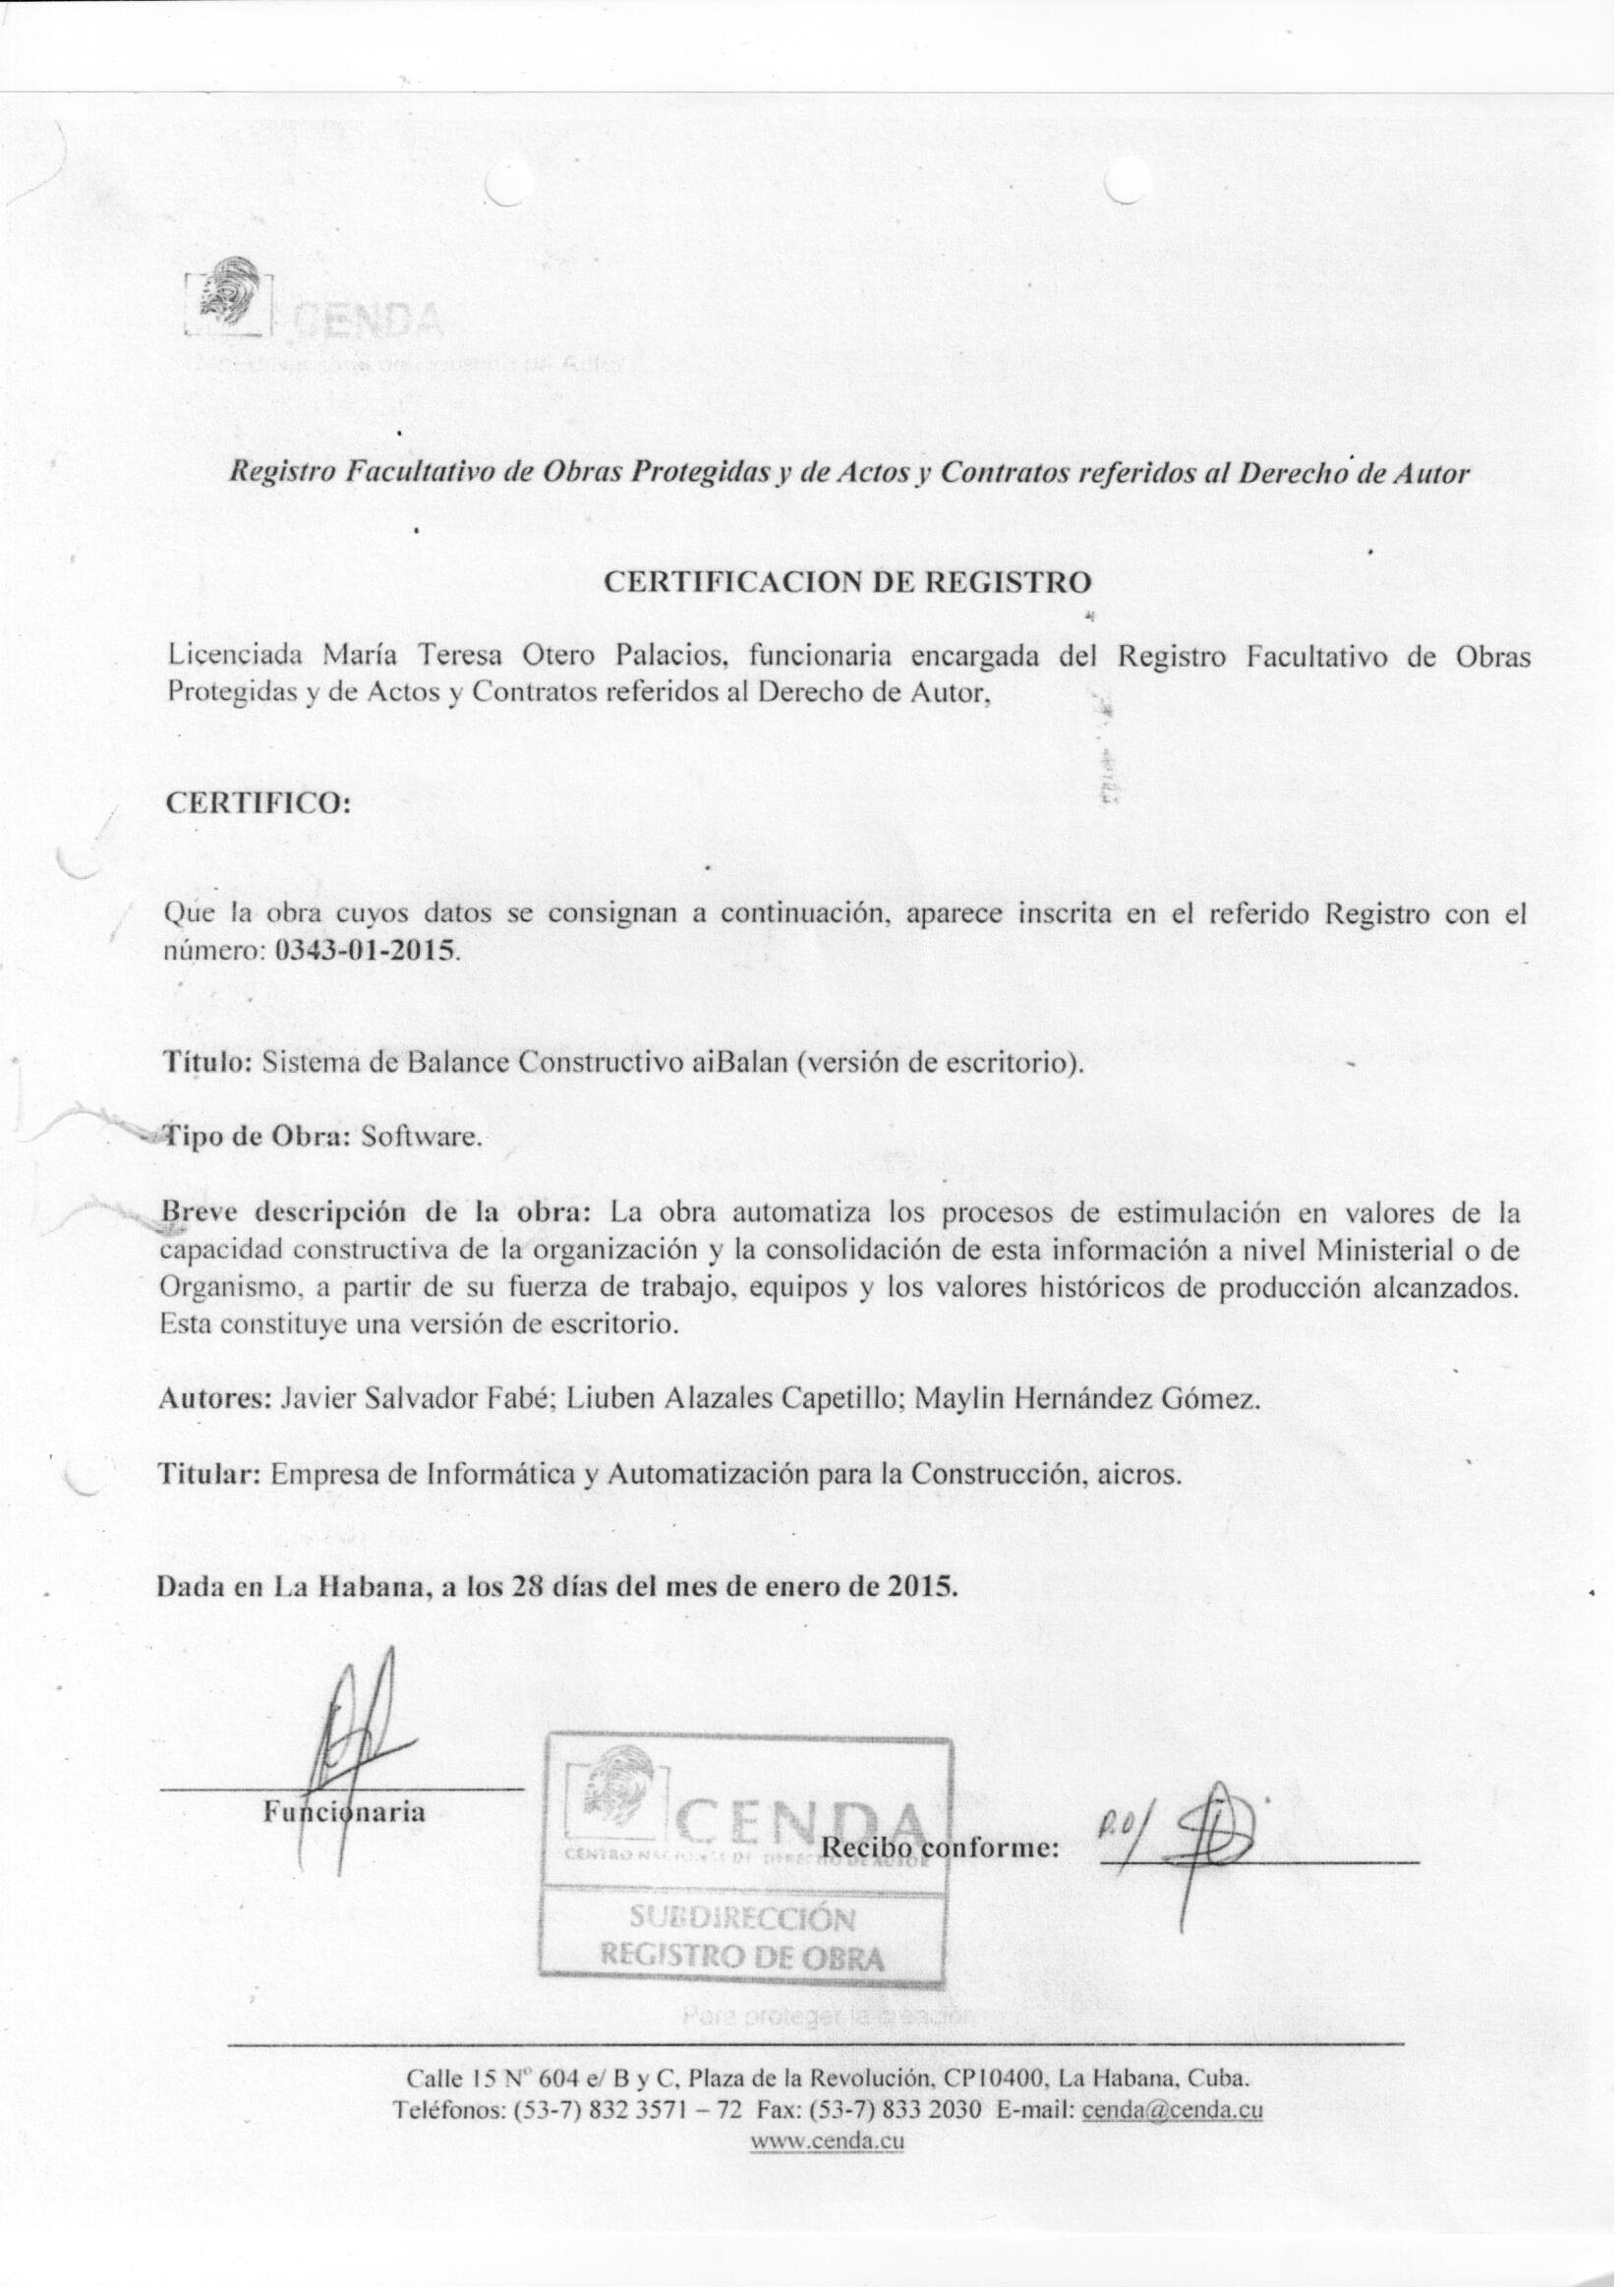 CENDA
de Autor
Registro Facultativo de Obras Protegidas y de Actos y Contratos referidos al Derecho de Autor
CERTIFICACION DE REGISTRO
Licenciada María Teresa Otero Palacios, funcionaria encargada del Registro Facultativo de Obras
Protegidas y de Actos y Contratos referidos al Derecho de Autor,
CERTIFICO:
Que la obra cuyos datos se consignan a continuación, aparece inscrita en el referido Registro con el
número: 0343-01-2015.
Título: Sistema de Balance Constructivo aiBalan (versión de escritorio).
Tipo de Obra: Software.
Breve descripción de la obra: La obra automatiza los procesos de estimulación en valores de la
capacidad constructiva de la organización y la consolidación de esta información a nivel Ministerial o de
Organismo, a partir de su fuerza de trabajo, equipos y los valores históricos de producción alcanzados.
Esta constituye una versión de escritorio.
Autores: Javier Salvador Fabé; Liuben Alazales Capetillo; Maylin Hernández Gómez.
Titular: Empresa de Informática y Automatización para la Construcción, aicros.
Dada en La Habana, a los 28 días del mes de enero de 2015.
Funcionaria
CENDA
CENTRO NACIONAL DE DERECHO DE AUTOR
Recibo conforme: P.O/
SUBDIRECCIÓN
REGISTRO DE OBRA
Para proteger la creación
Calle 15 Nº 604 e/ B y C, Plaza de la Revolución, CP10400, La Habana, Cuba.
Teléfonos: (53-7) 832 3571 – 72 Fax: (53-7) 833 2030 E-mail: cenda@cenda.cu
www.cenda.cu